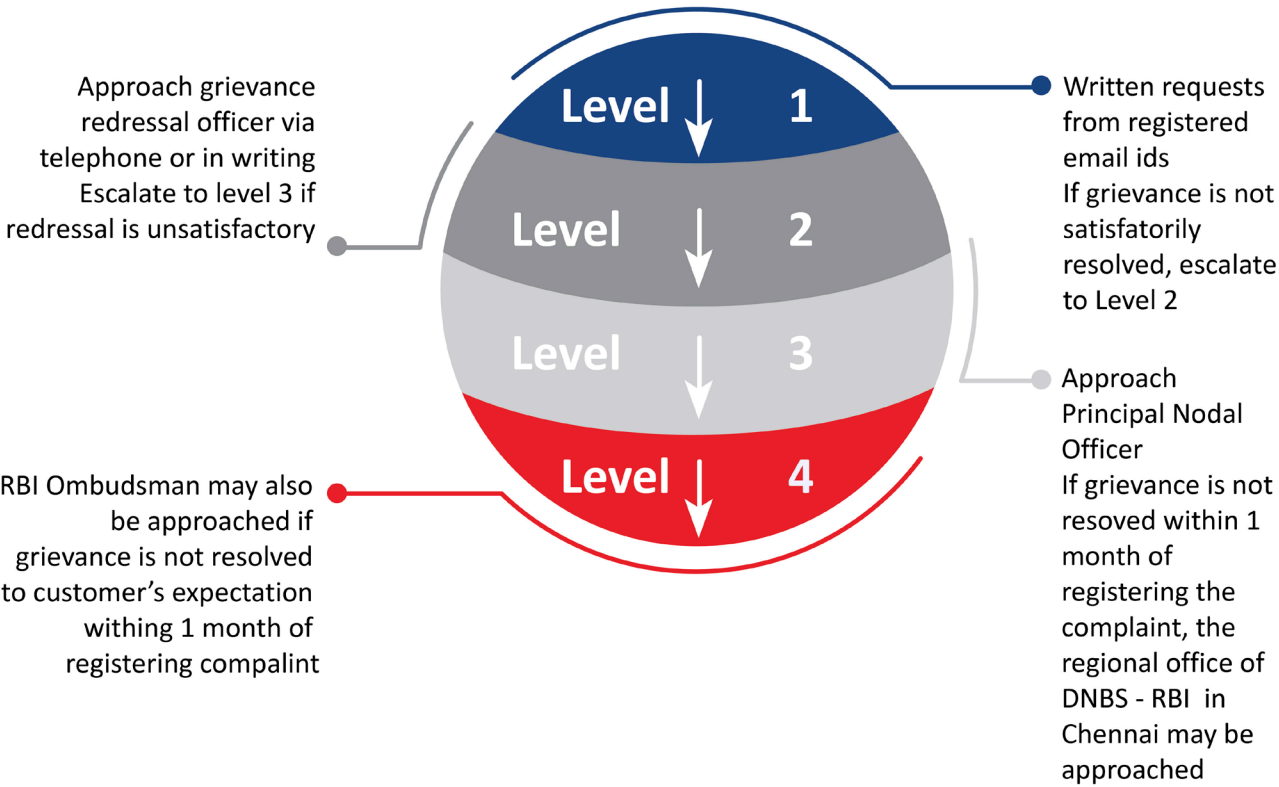 Level 1
Written requests
from registered
email ids
If grievance is not
satisfatorily
resolved, escalate
to Level 2
Level 2
Approach grievance
redressal officer via
telephone or in writing
Escalate to level 3 if
redressal is unsatisfactory
Level 3
Approach
Principal Nodal
Officer
If grievance is not
resoved within 1
month of
registering the
complaint, the
regional office of
DNBS - RBI in
Chennai may be
approached
Level 4
RBI Ombudsman may also
be approached if
grievance is not resolved
to customer’s expectation
withing 1 month of
registering compalint